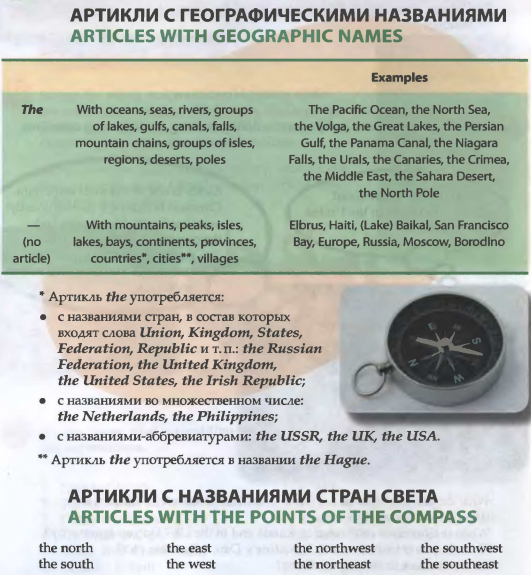 АРТИКЛИ С ГЕОГРАФИЧЕСКИМИ НАЗВАНИЯМИ
ARTICLES WITH GEOGRAPHIC NAMES
Examples
The
With oceans, seas, rivers, groups
of lakes, gulfs, canals, falls,
mountain chains, groups of isles,
regions, deserts, poles
The Pacific Ocean, the North Sea,
the Volga, the Great Lakes, the Persian
Gulf, the Panama Canal, the Niagara
Falls, the Urals, the Canaries, the Crimea,
the Middle East, the Sahara Desert,
the North Pole
—
(no
article)
With mountains, peaks, isles,
lakes, bays, continents, provinces,
countries*, cities**, villages
Elbrus, Haiti, (Lake) Baikal, San Francisco
Bay, Europe, Russia, Moscow, Borodino
* Артикль the употребляется:
• с названиями стран, в состав которых
входят слова Union, Kingdom, States,
Federation, Republic и т. п.: the Russian
Federation, the United Kingdom,
the United States, the Irish Republic;
• с названиями во множественном числе:
the Netherlands, the Philippines;
• с названиями-аббревиатурами: the USSR, the UK, the USA.
** Артикль the употребляется в названии the Hague.
N
W
S
E
АРТИКЛИ С НАЗВАНИЯМИ СТРАН СВЕТА
ARTICLES WITH THE POINTS OF THE COMPASS
the north the east the northwest the southwest
the south the west the northeast the southeast